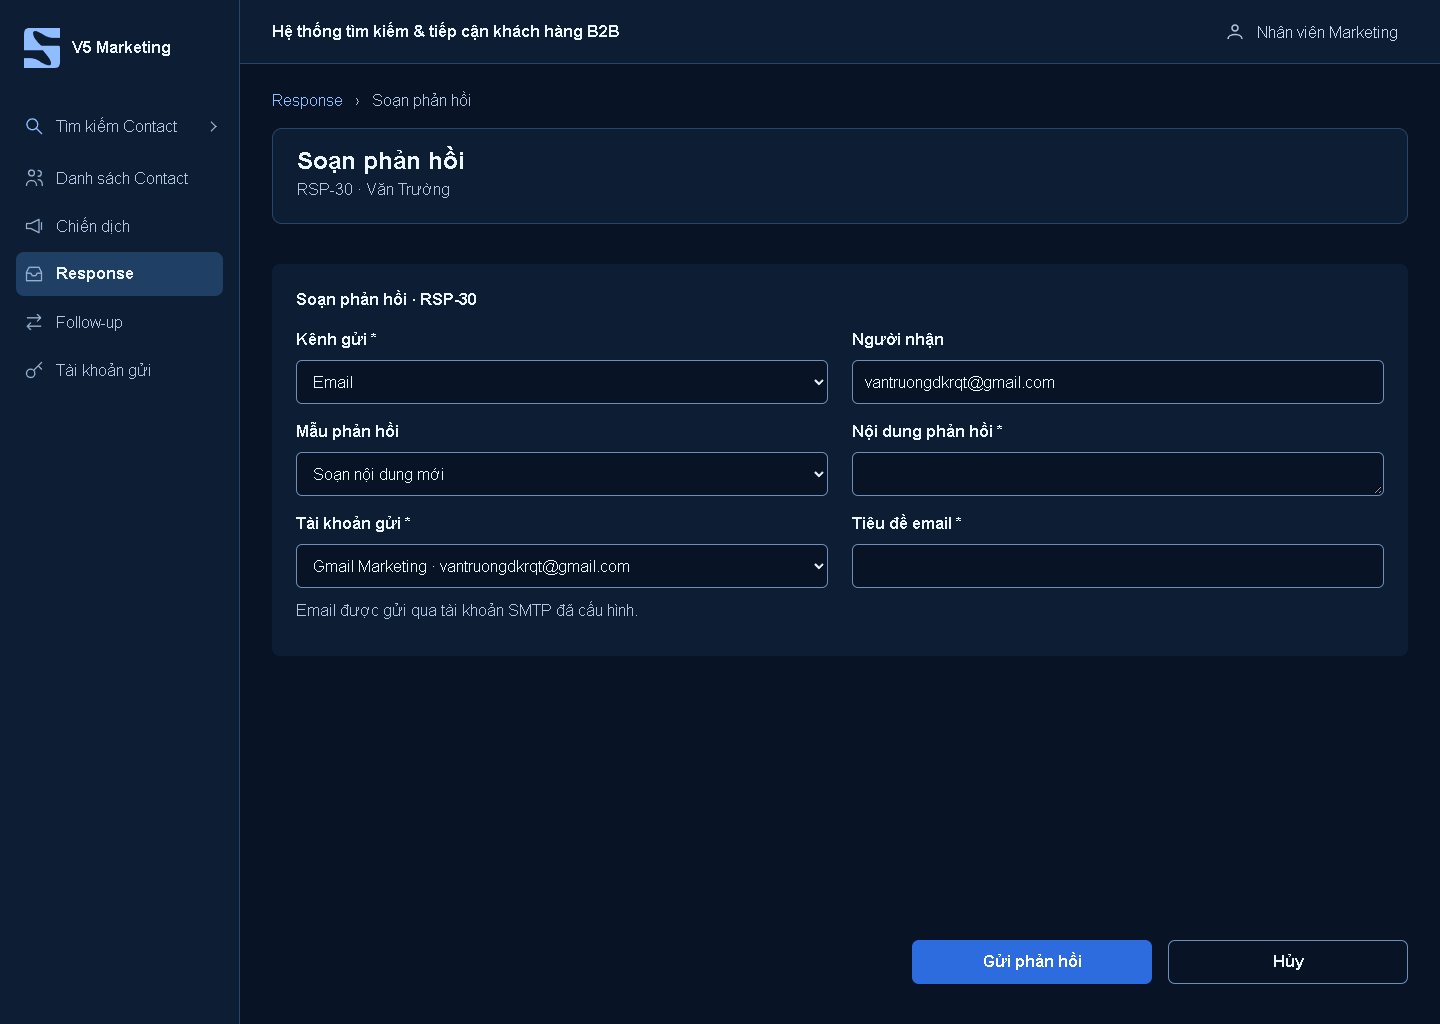 V5 Marketing
Hệ thống tìm kiếm & tiếp cận khách hàng B2B
Nhân viên Marketing
Tìm kiếm Contact
Danh sách Contact
Chiến dịch
Response
Follow-up
Tài khoản gửi
Response › Soạn phản hồi
Soạn phản hồi
RSP-30 · Văn Trường
Soạn phản hồi · RSP-30
Kênh gửi *
Email
Người nhận
vantruongdkrqt@gmail.com
Mẫu phản hồi
Soạn nội dung mới
Nội dung phản hồi *
Tài khoản gửi *
Gmail Marketing · vantruongdkrqt@gmail.com
Tiêu đề email *
Email được gửi qua tài khoản SMTP đã cấu hình.
Gửi phản hồi
Hủy